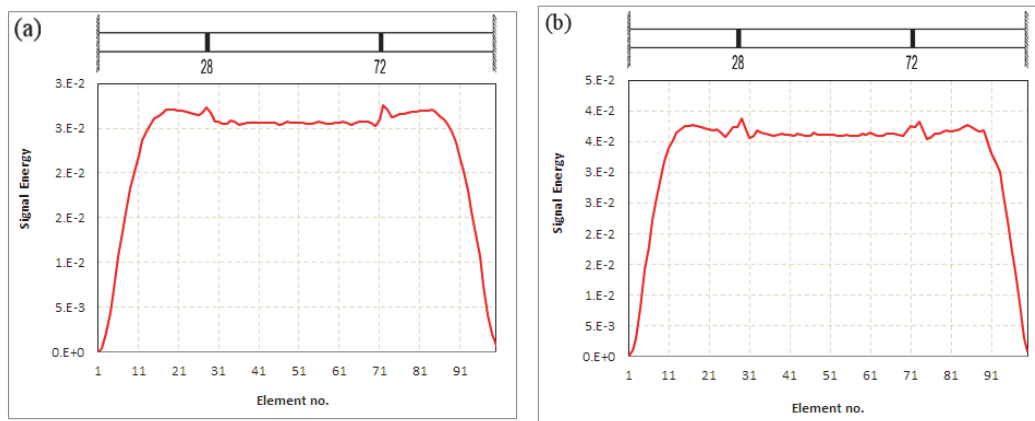 (a)
28 72
3.E-2
3.E-2
2.E-2
2.E-2
1.E-2
5.E-3
0.E+0
Signal Energy
1 11 21 31 41 51 61 71 81 91
Element no.
(b)
28 72
5.E-2
4.E-2
4.E-2
3.E-2
3.E-2
2.E-2
2.E-2
1.E-2
5.E-3
0.E+0
Signal Energy
1 11 21 31 41 51 61 71 81 91
Element no.